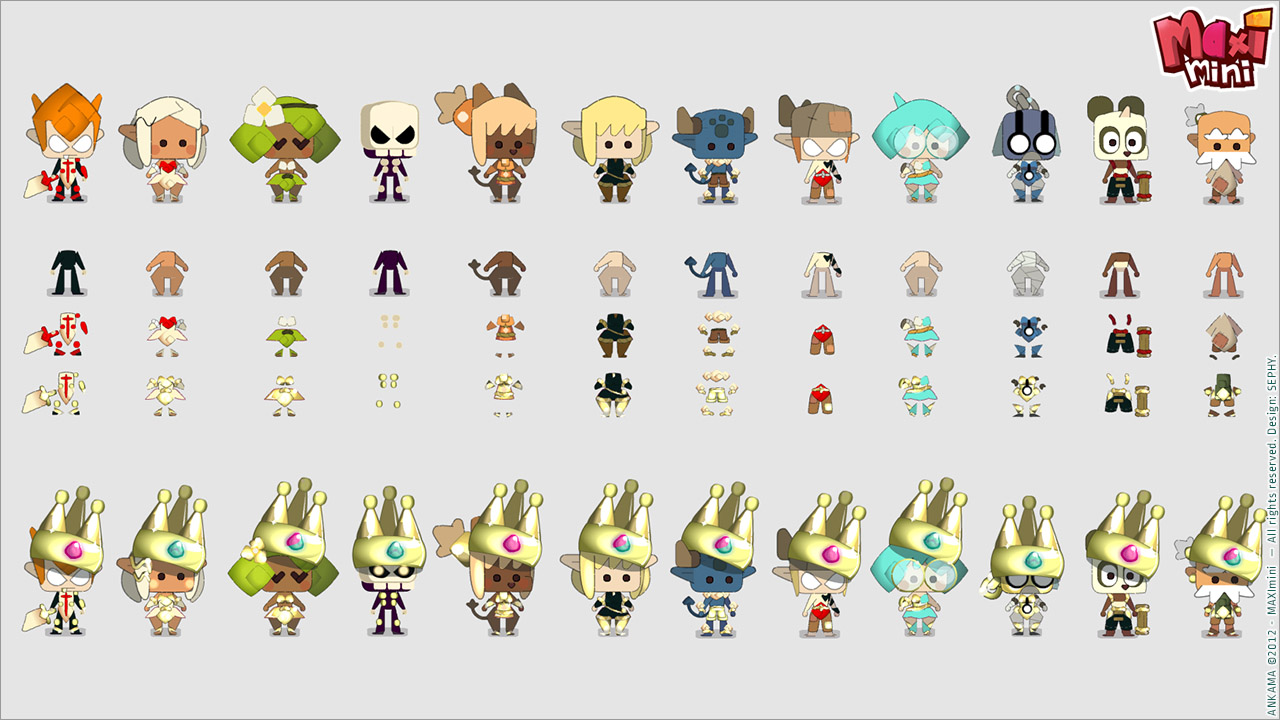 Maxi
Mini
ANKAMA ©2012 - MAXimini – All rights reserved. Design: SEPHY.